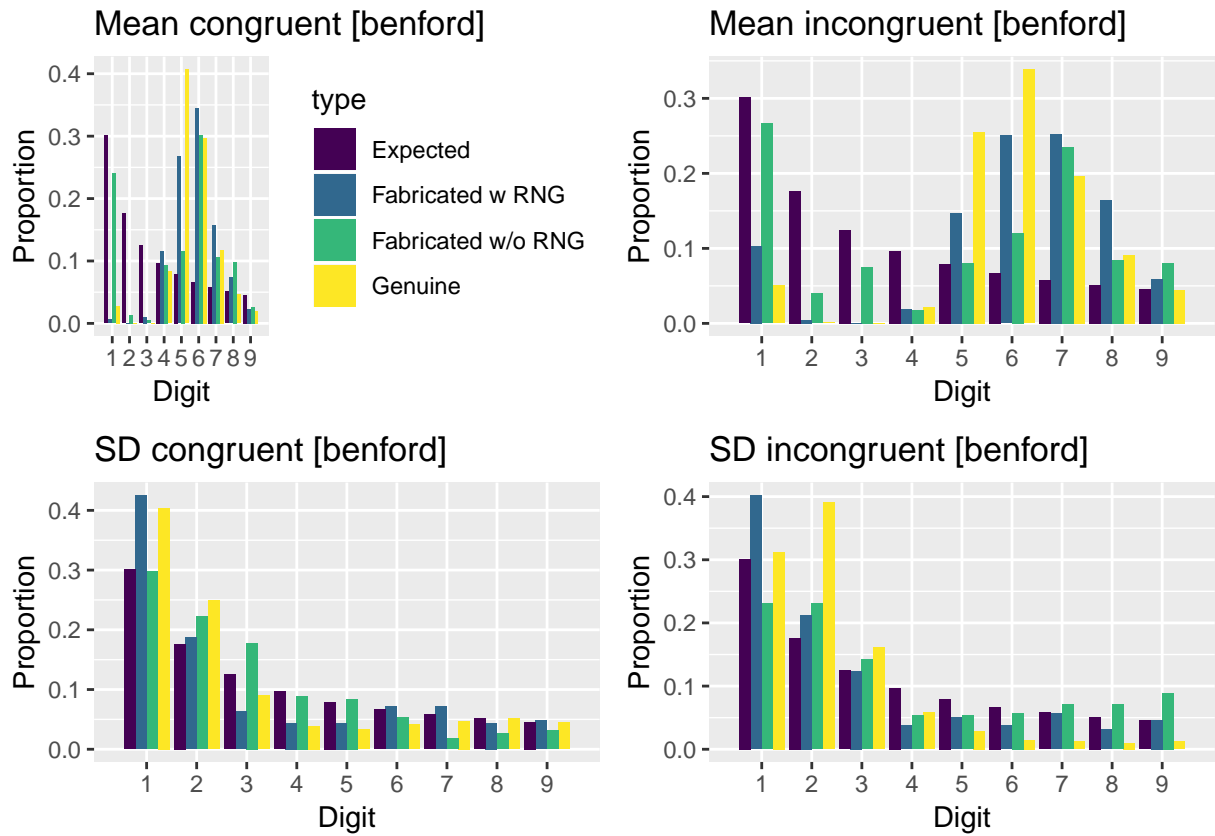 Mean congruent [benford]
Proportion
0.4
0.3
0.2
0.1
0.0
1 2 3 4 5 6 7 8 9
Digit
type
Expected
Fabricated w RNG
Fabricated w/o RNG
Genuine
Mean incongruent [benford]
Proportion
0.3
0.2
0.1
0.0
1 2 3 4 5 6 7 8 9
Digit
SD congruent [benford]
Proportion
0.4
0.3
0.2
0.1
0.0
1 2 3 4 5 6 7 8 9
Digit
SD incongruent [benford]
Proportion
0.4
0.3
0.2
0.1
0.0
1 2 3 4 5 6 7 8 9
Digit